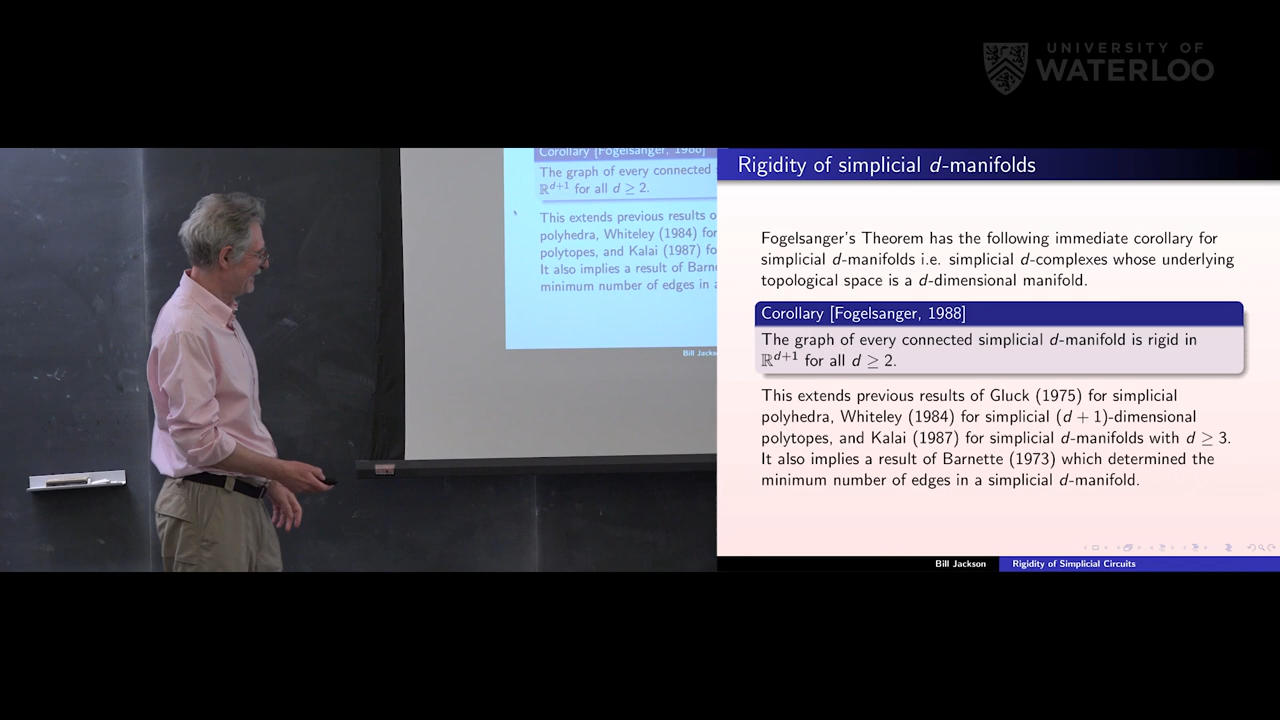 UNIVERSITY OF
WATERLOO
Corollary [Fogelsanger, 1988]
The graph of every connected
ℝᵈ⁺¹ for all d ≥ 2.
This extends previous results o
polyhedra, Whiteley (1984) for
polytopes, and Kalai (1987) fo
It also implies a result of Barne
minimum number of edges in a
Bill Jackso
Rigidity of simplicial d-manifolds
Fogelsanger's Theorem has the following immediate corollary for
simplicial d-manifolds i.e. simplicial d-complexes whose underlying
topological space is a d-dimensional manifold.
Corollary [Fogelsanger, 1988]
The graph of every connected simplicial d-manifold is rigid in
ℝᵈ⁺¹ for all d ≥ 2.
This extends previous results of Gluck (1975) for simplicial
polyhedra, Whiteley (1984) for simplicial (d + 1)-dimensional
polytopes, and Kalai (1987) for simplicial d-manifolds with d ≥ 3.
It also implies a result of Barnette (1973) which determined the
minimum number of edges in a simplicial d-manifold.
Bill Jackson
Rigidity of Simplicial Circuits